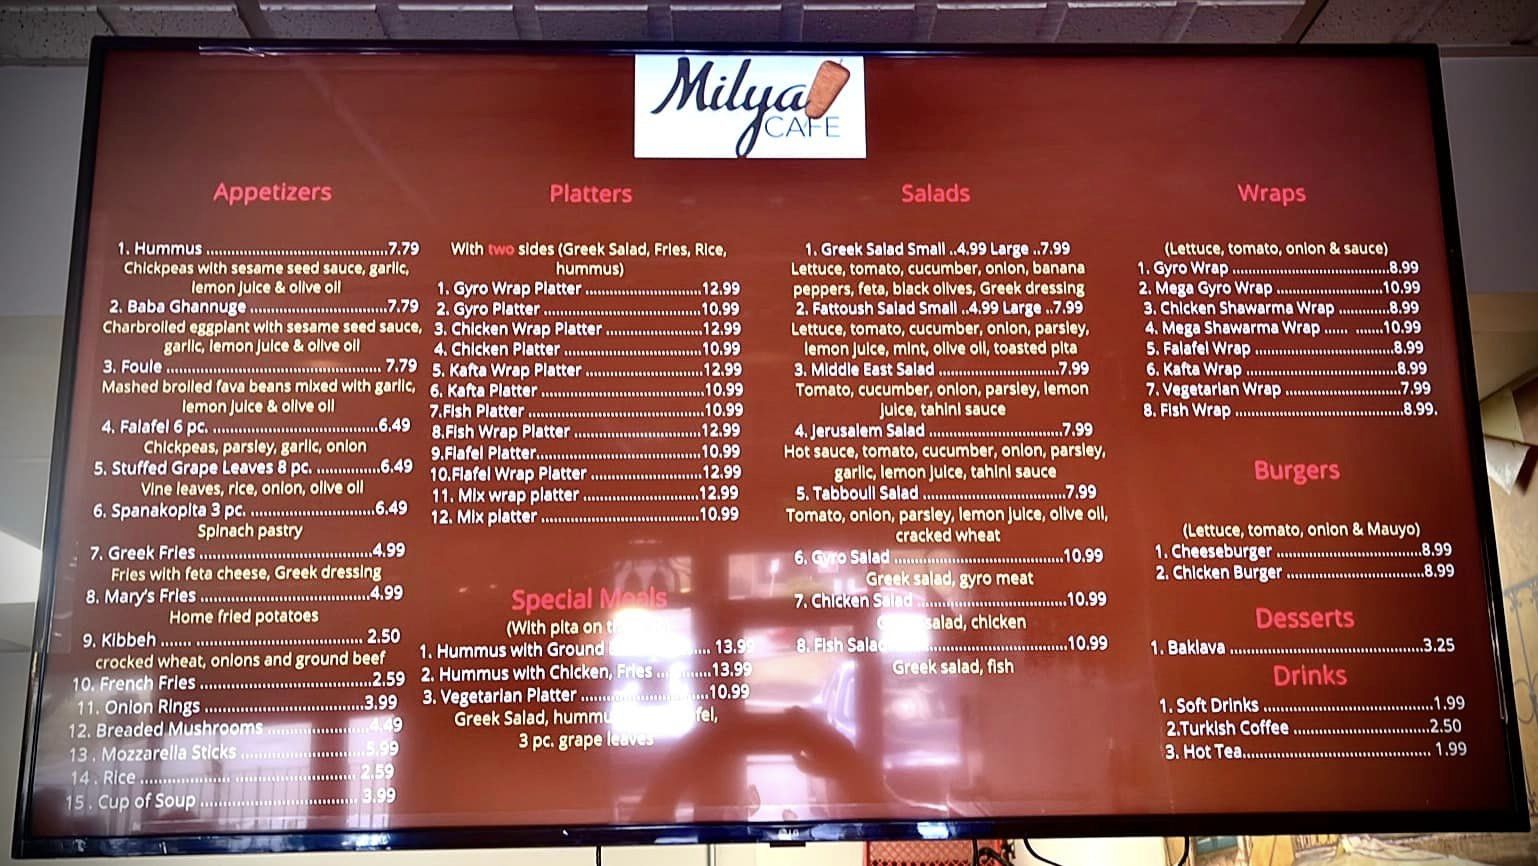 Milya
CAFE
Appetizers
1. Hummus ........................................7.79
Chickpeas with sesame seed sauce, garlic,
lemon juice & olive oil
2. Baba Ghannuge ..............................7.79
Charbroiled eggplant with sesame seed sauce,
garlic, lemon juice & olive oil
3. Foule ............................................... 7.79
Mashed broiled fava beans mixed with garlic,
lemon juice & olive oil
4. Falafel 6 pc. ....................................6.49
Chickpeas, parsley, garlic, onion
5. Stuffed Grape Leaves 8 pc. ..............6.49
Vine leaves, rice, onion, olive oil
6. Spanakopita 3 pc. ...........................6.49
Spinach pastry
7. Greek Fries ......................................4.99
Fries with feta cheese, Greek dressing
8. Mary's Fries .....................................4.99
Home fried potatoes
9. Kibbeh ............................................ 2.50
crocked wheat, onions and ground beef
10. French Fries ............................................2.59
11. Onion Rings ...................................3.99
12. Breaded Mushrooms .......................4.49
13 . Mozzarella Sticks ...........................5.99
14 . Rice .................... .......................... 2.59
15 . Cup of Soup .................................. 3.99
Platters
With two sides (Greek Salad, Fries, Rice,
hummus)
1. Gyro Wrap Platter .........................12.99
2. Gyro Platter ..................................10.99
3. Chicken Wrap Platter .....................12.99
4. Chicken Platter .............................10.99
5. Kafta Wrap Platter .........................12.99
6. Kafta Platter ...................................10.99
7.Fish Platter ......................................10.99
8.Fish Wrap Platter ............................12.99
9.Flafel Platter....................................10.99
10.Flafel Wrap Platter ........................12.99
11. Mix wrap platter .........................12.99
12. Mix platter ..................................10.99
Special Meals
(With pita on
1. Hummus with Ground .... 13.99
2. Hummus with Chicken, Fries ............13.99
3. Vegetarian Platter ............................10.99
Greek Salad,
3 pc. grape leaves
Salads
1. Greek Salad Small ..4.99 Large ..7.99
Lettuce, tomato, cucumber, onion, banana
peppers, feta, black olives, Greek dressing
2. Fattoush Salad Small ..4.99 Large ..7.99
Lettuce, tomato, cucumber, onion, parsley,
lemon juice, mint, olive oil, toasted pita
3. Middle East Salad ..........................7.99
Tomato, cucumber, onion, parsley, lemon
juice, tahini sauce
4. Jerusalem Salad .............................7.99
Hot sauce, tomato, cucumber, onion, parsley,
garlic, lemon juice, tahini sauce
5. Tabbouli Salad ...............................7.99
Tomato, onion, parsley, lemon juice, olive oil,
cracked wheat
6. Gyro Salad .....................................10.99
Greek salad, gyro meat
7. Chicken Salad .................................10.99
salad, chicken
8. Fish Salad ......................................10.99
Greek salad, fish
Wraps
(Lettuce, tomato, onion & sauce)
1. Gyro Wrap ...................................8.99
2. Mega Gyro Wrap ........................10.99
3. Chicken Shawarma Wrap ...........8.99
4. Mega Shawarma Wrap ...... ......10.99
5. Falafel Wrap ...............................8.99
6. Kafta Wrap ..................................8.99
7. Vegetarian Wrap ..........................7.99
8. Fish Wrap .....................................8.99.
Burgers
(Lettuce, tomato, onion & Mauyo)
1. Cheeseburger ................................8.99
2. Chicken Burger ..............................8.99
Desserts
1. Baklava ..........................................3.25
Drinks
1. Soft Drinks ......................................1.99
2.Turkish Coffee ..............................2.50
3. Hot Tea......................................... 1.99
LG